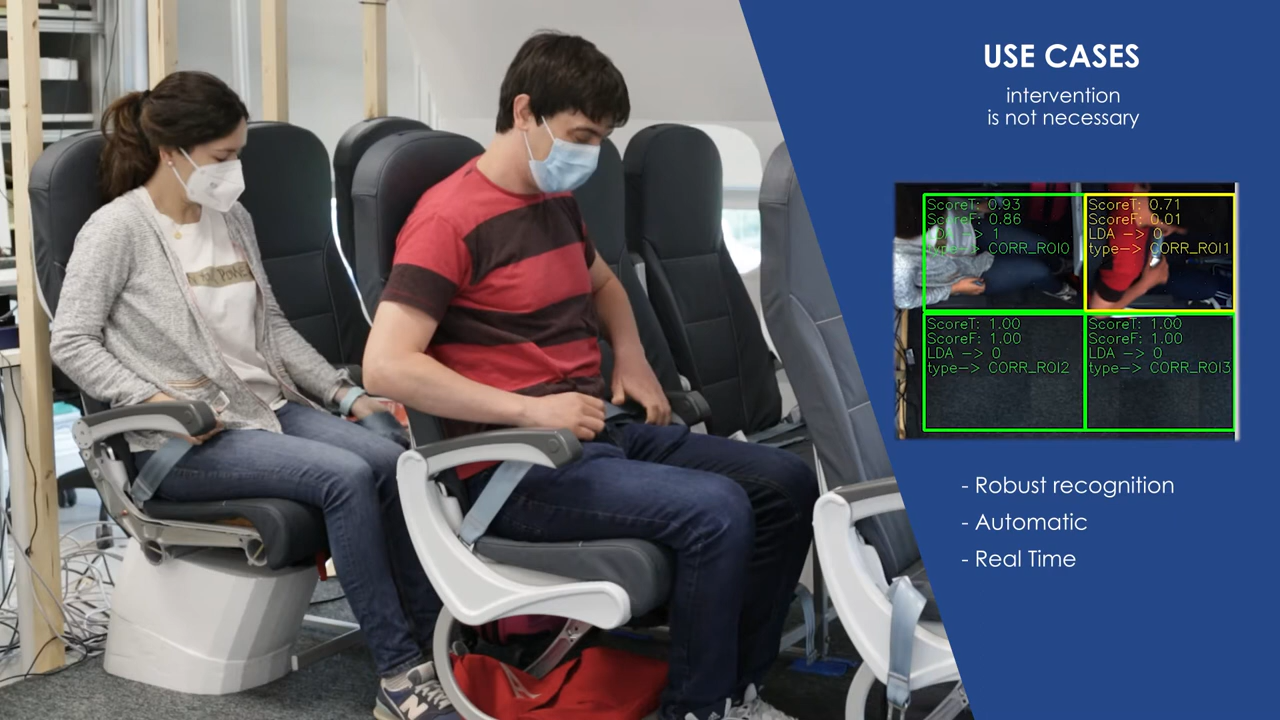 USE CASES
intervention
is not necessary
ScoreT: 0.93
ScoreF: 0.86
LDA -> 1
type-> CORR_ROI0
ScoreT: 0.71
ScoreF: 0.01
LDA -> 0
type-> CORR_ROI1
ScoreT: 1.00
ScoreF: 1.00
LDA -> 0
type-> CORR_ROI2
ScoreT: 1.00
ScoreF: 1.00
LDA -> 0
type-> CORR_ROI3
- Robust recognition
- Automatic
- Real Time
N